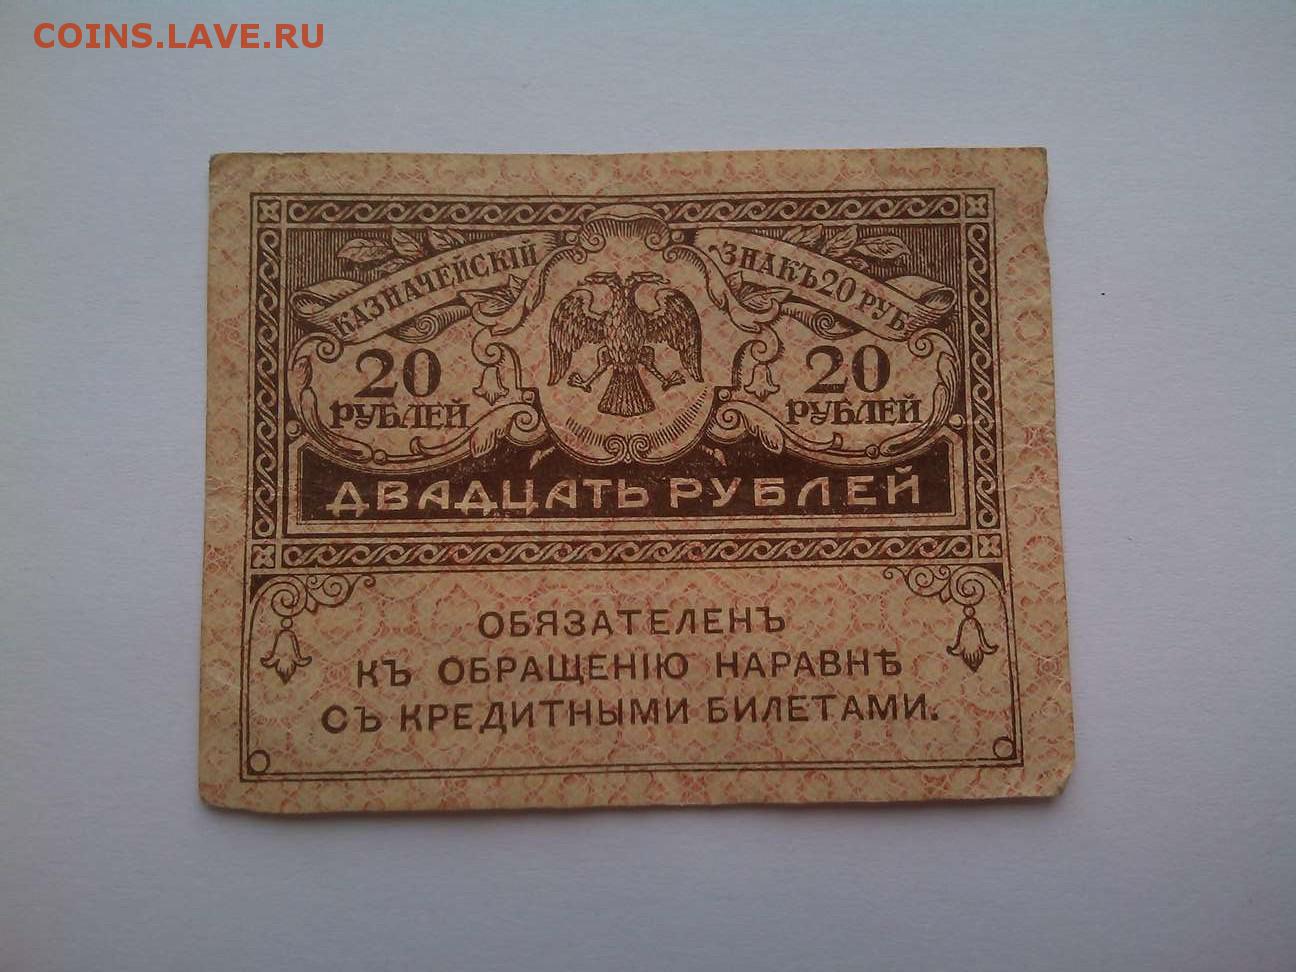 COINS.LAVE.RU
КАЗНАЧЕЙСКІЙ ЗНАКЪ 20 РУБ.
20 РУБЛЕЙ
20 РУБЛЕЙ
ДВАДЦАТЬ РУБЛЕЙ
ОБЯЗАТЕЛЕНЪ
КЪ ОБРАЩЕНІЮ НАРАВНѢ
СЪ КРЕДИТНЫМИ БИЛЕТАМИ.